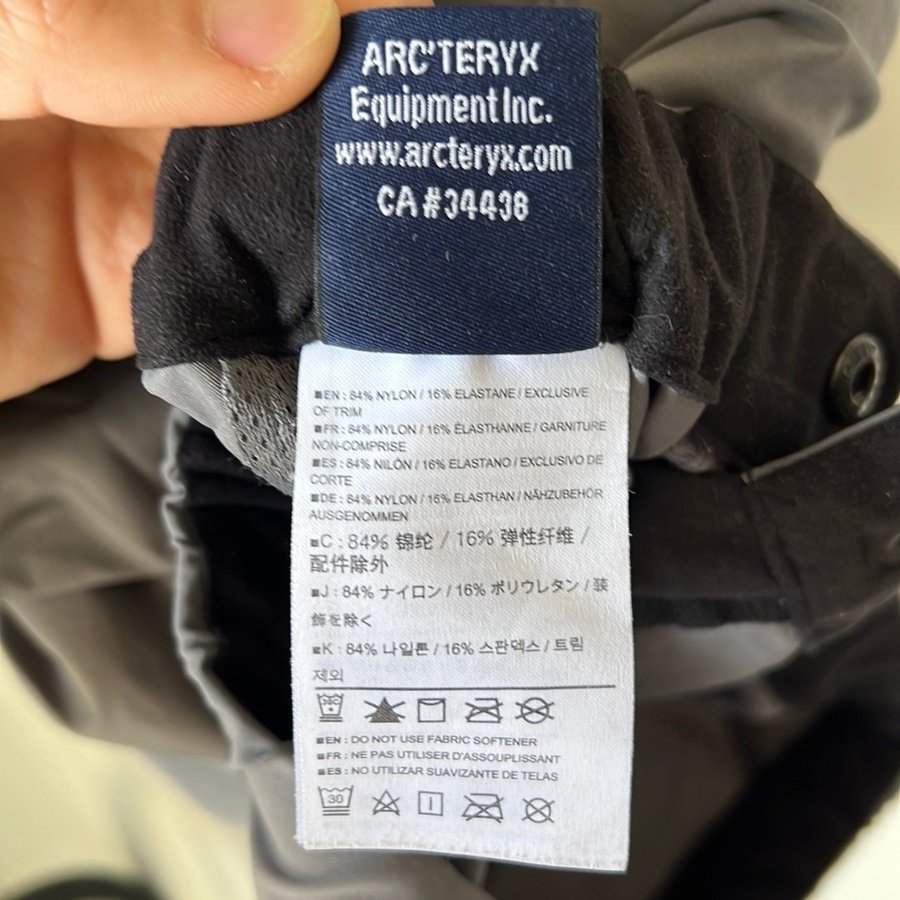 ARC'TERYX
Equipment Inc.
www.arcteryx.com
CA#34438
■EN : 84% NYLON / 16% ELASTANE / EXCLUSIVE
OF TRIM
■FR : 84% NYLON / 16% ÉLASTHANNE / GARNITURE
NON-COMPRISE
■ES : 84% NILÓN / 16% ELASTANO / EXCLUSIVO DE
CORTE
■DE : 84% NYLON / 16% ELASTHAN / NÄHZUBEHÖR
AUSGENOMMEN
■C : 84% 锦纶 / 16% 弹性纤维 /
配件除外
■J : 84% ナイロン / 16% ポリウレタン / 装
飾を除く
■K : 84% 나일론 / 16% 스판덱스 / 트림
제외
30
■EN : DO NOT USE FABRIC SOFTENER
■FR : NE PAS UTILISER D'ASSOUPLISSANT
■ES : NO UTILIZAR SUAVIZANTE DE TELAS
30